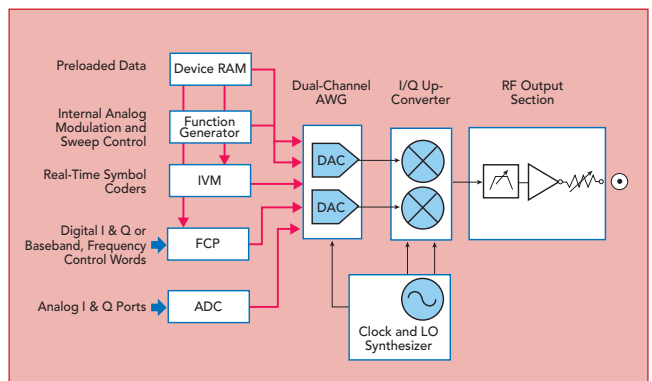 Preloaded Data
Device RAM
Dual-Channel
AWG
I/Q Up-
Converter
RF Output
Section
Internal Analog
Modulation and
Sweep Control
Function
Generator
DAC
Real-Time Symbol
Coders
IVM
DAC
Digital I & Q or
Baseband, Frequency
Control Words
FCP
Analog I & Q Ports
ADC
Clock and LO
Synthesizer